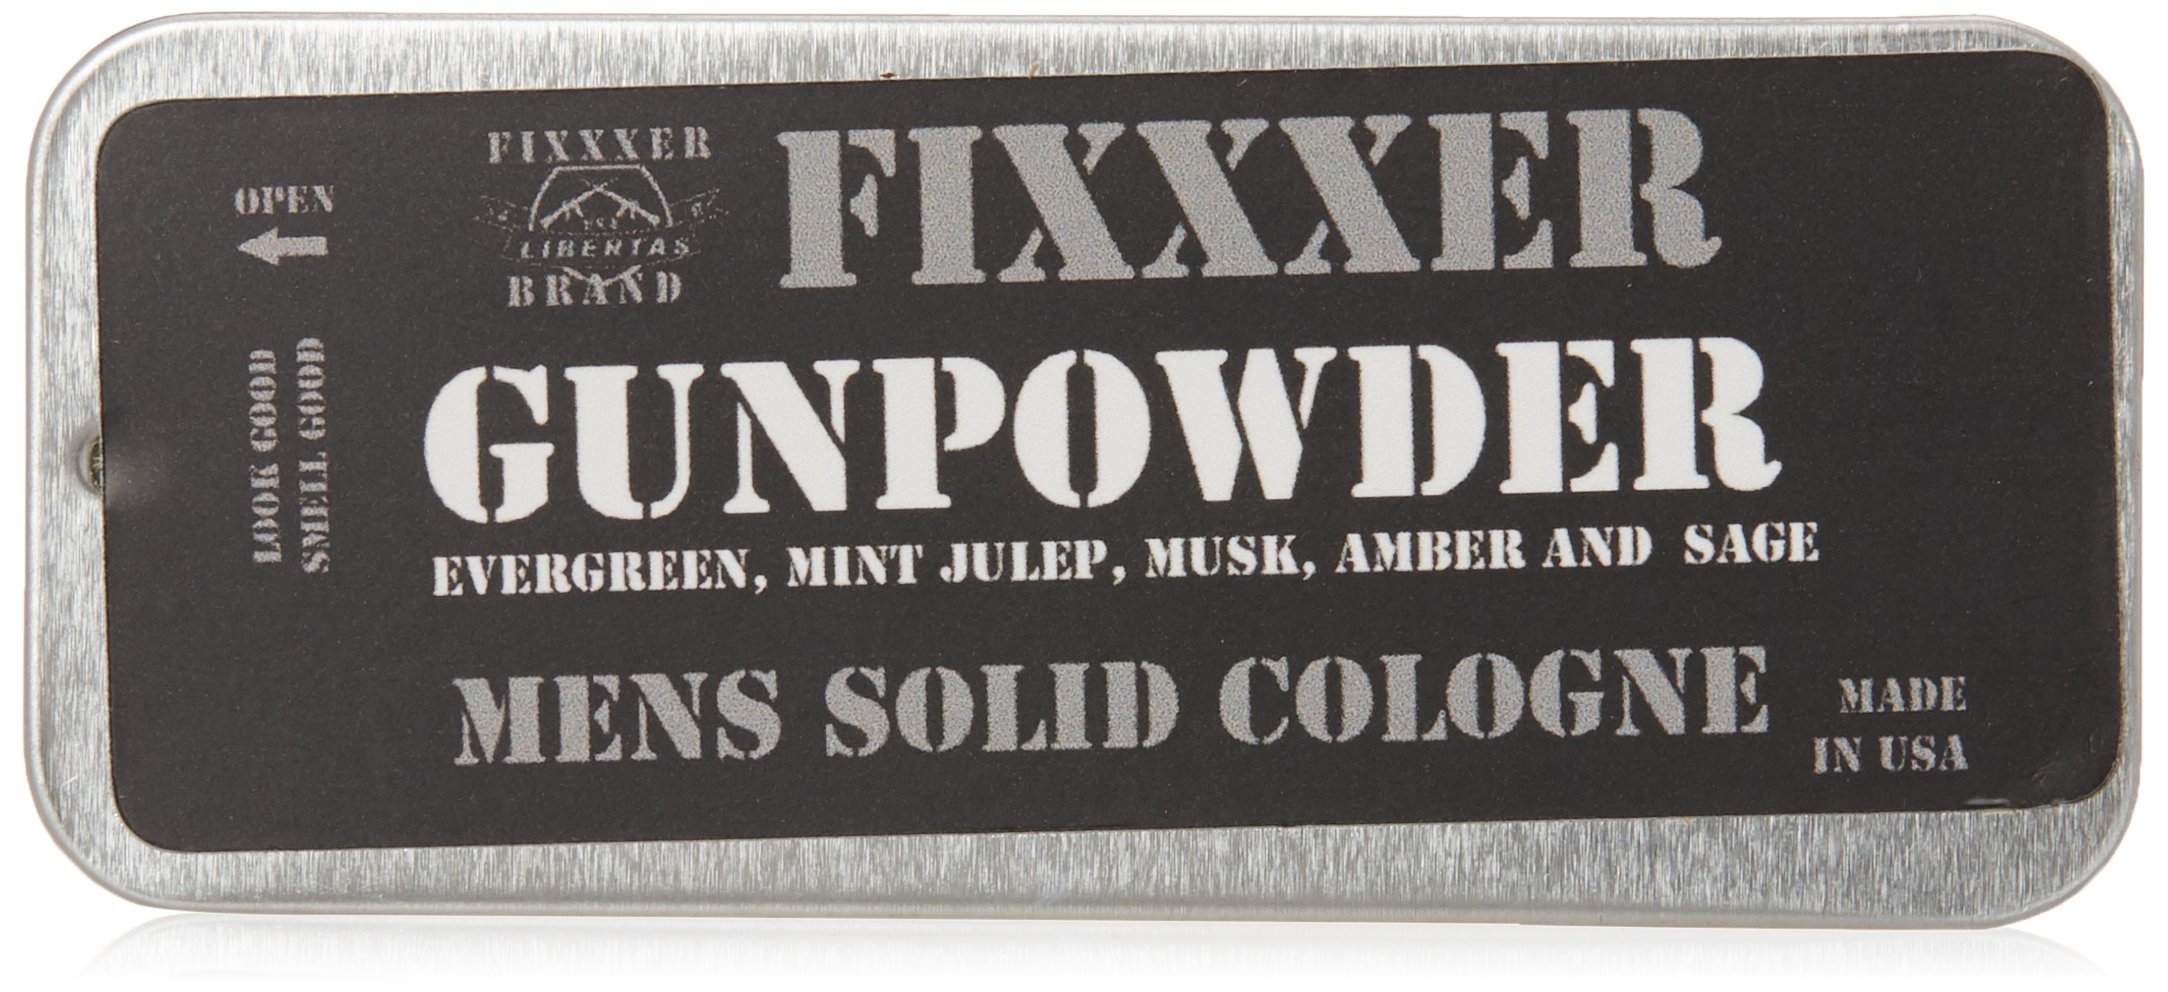 OPEN
LOOK GOOD
SMELL GOOD
FIXXXER
LIBERTAS
BRAND
FIXXXER
GUNPOWDER
EVERGREEN, MINT JULEP, MUSK, AMBER AND SAGE
MENS SOLID COLOGNE
MADE
IN USA